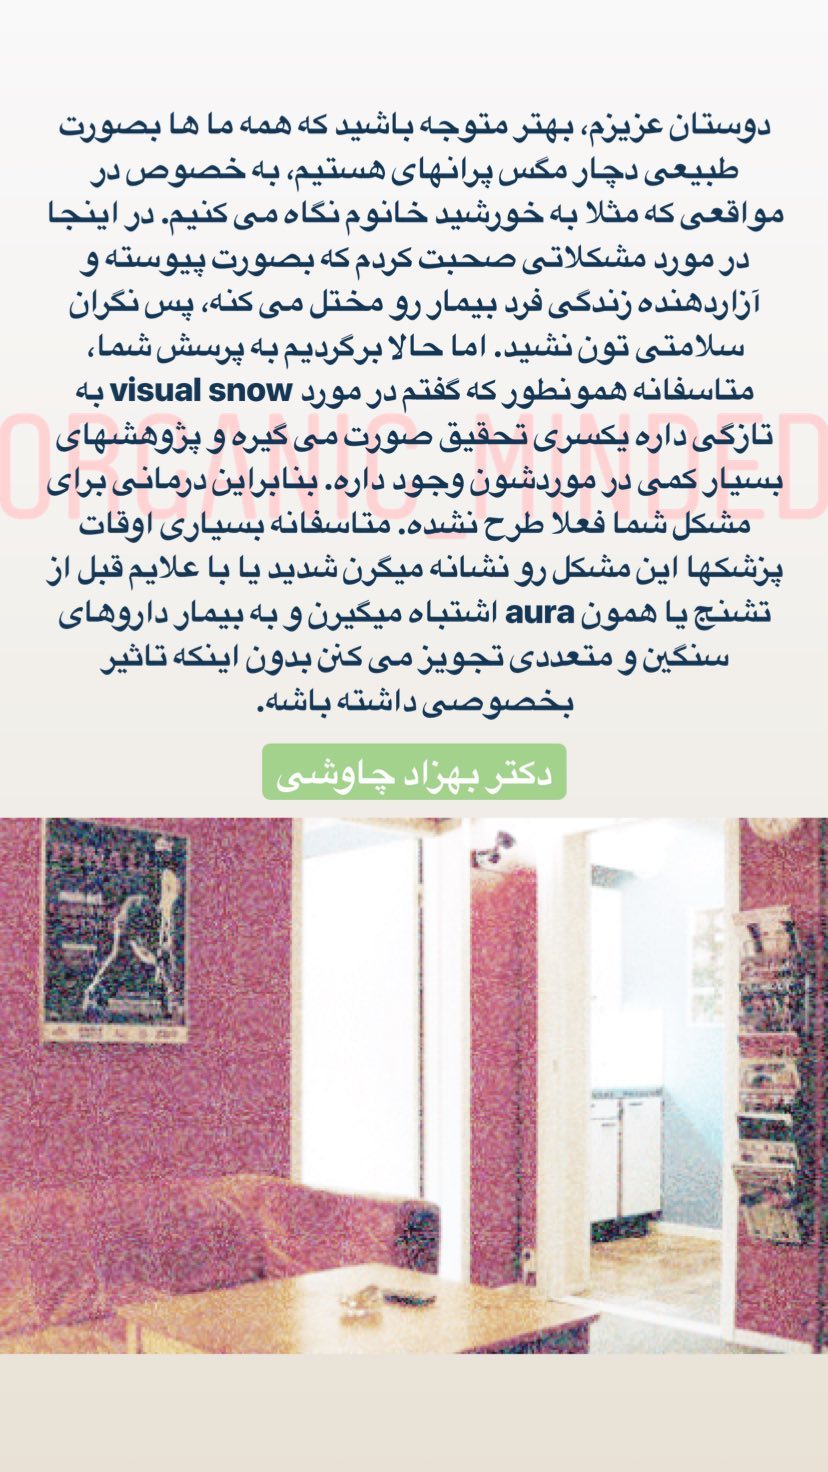 دوستان عزیزم، بهتر متوجه باشید که همه ما ها بصورت
طبیعی دچار مگس پرانهای هستیم، به خصوص در
مواقعی که مثلا به خورشید خانوم نگاه می کنیم. در اینجا
در مورد مشکلاتی صحبت کردم که بصورت پیوسته و
آزاردهنده زندگی فرد بیمار رو مختل می کنه، پس نگران
سلامتی تون نشید. اما حالا برگردیم به پرسش شما،
متاسفانه همونطور که گفتم در مورد visual snow به
تازگی داره یکسری تحقیق صورت می گیره و پژوهشهای
بسیار کمی در موردشون وجود داره. بنابراین درمانی برای
مشکل شما فعلا طرح نشده. متاسفانه بسیاری اوقات
پزشکها این مشکل رو نشانه میگرن شدید یا با علایم قبل از
تشنج یا همون aura اشتباه میگیرن و به بیمار داروهای
سنگین و متعددی تجویز می کنن بدون اینکه تاثیر
بخصوصی داشته باشه.
ORGANIC_MINDED
دکتر بهزاد چاوشی